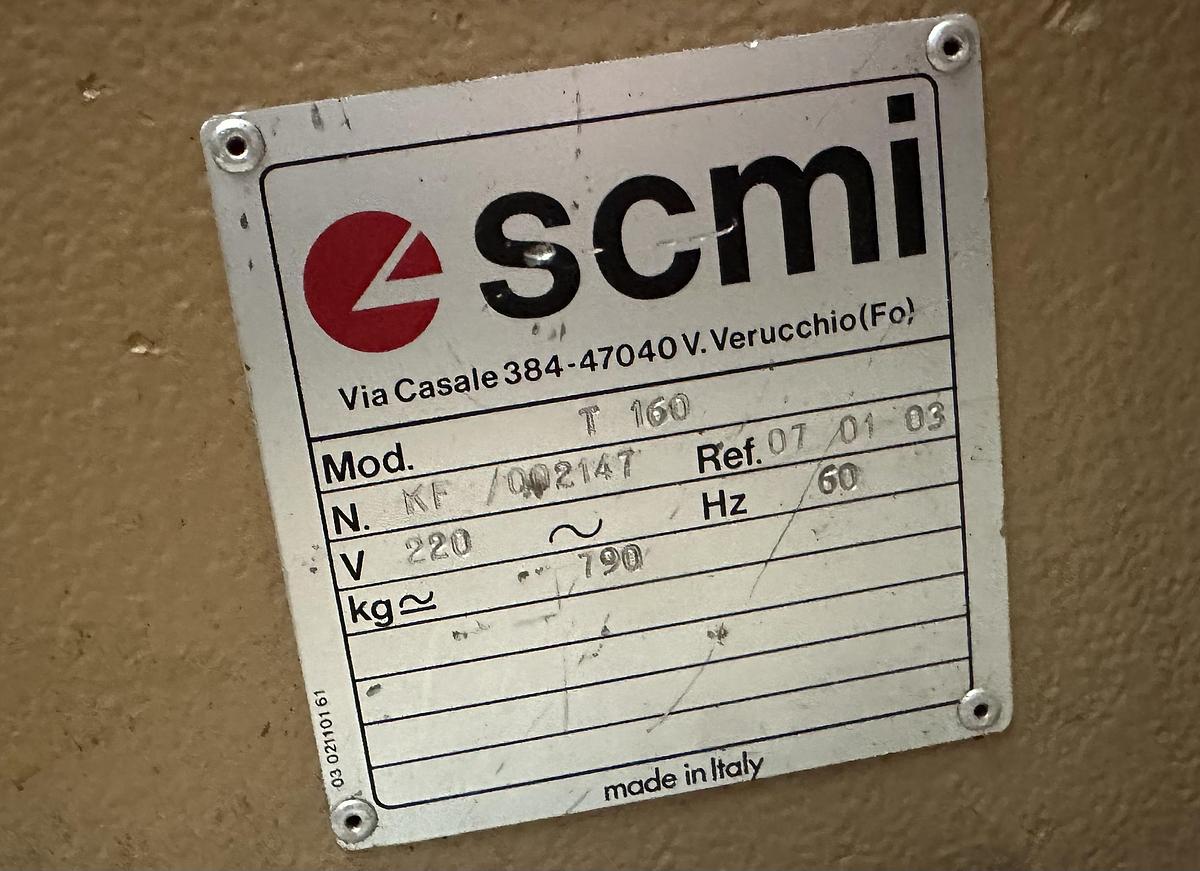 scmi
Via Casale 384-47040 V. Verucchio (Fo)
Mod. T 160
N. KF /002147 Ref. 07 /01 03
V 220 ~ Hz 60
kg≃ 790
made in Italy
03 02110161